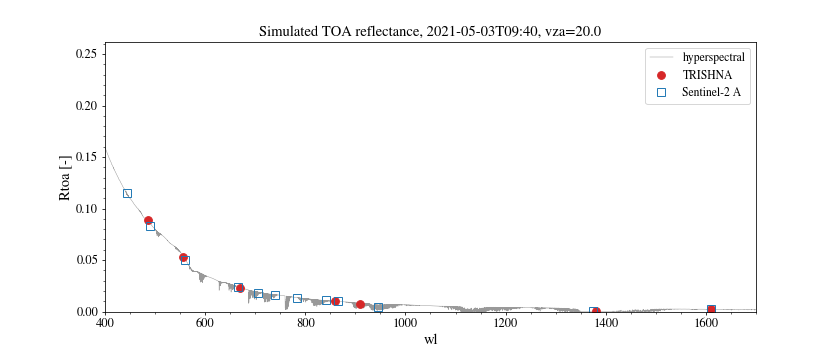 Simulated TOA reflectance, 2021-05-03T09:40, vza=20.0
hyperspectral
TRISHNA
Sentinel-2 A
Rtoa [-]
0.25
0.20
0.15
0.10
0.05
0.00
400 600 800 1000 1200 1400 1600
wl